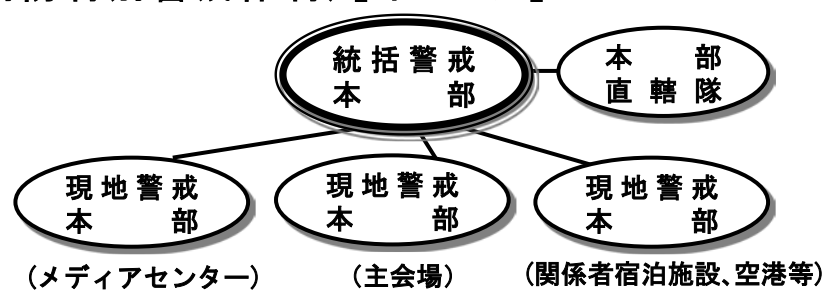 統括警戒
本部
本部
直轄隊
現地警戒
本部
現地警戒
本部
現地警戒
本部
（メディアセンター）
（主会場）
（関係者宿泊施設、空港等）